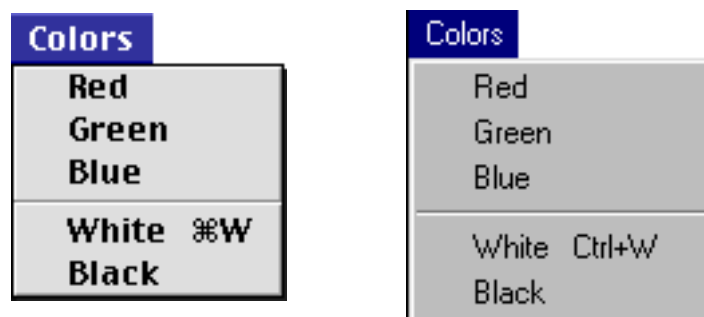 Colors
Red
Green
Blue
White ⌘W
Black
Colors
Red
Green
Blue
White Ctrl+W
Black